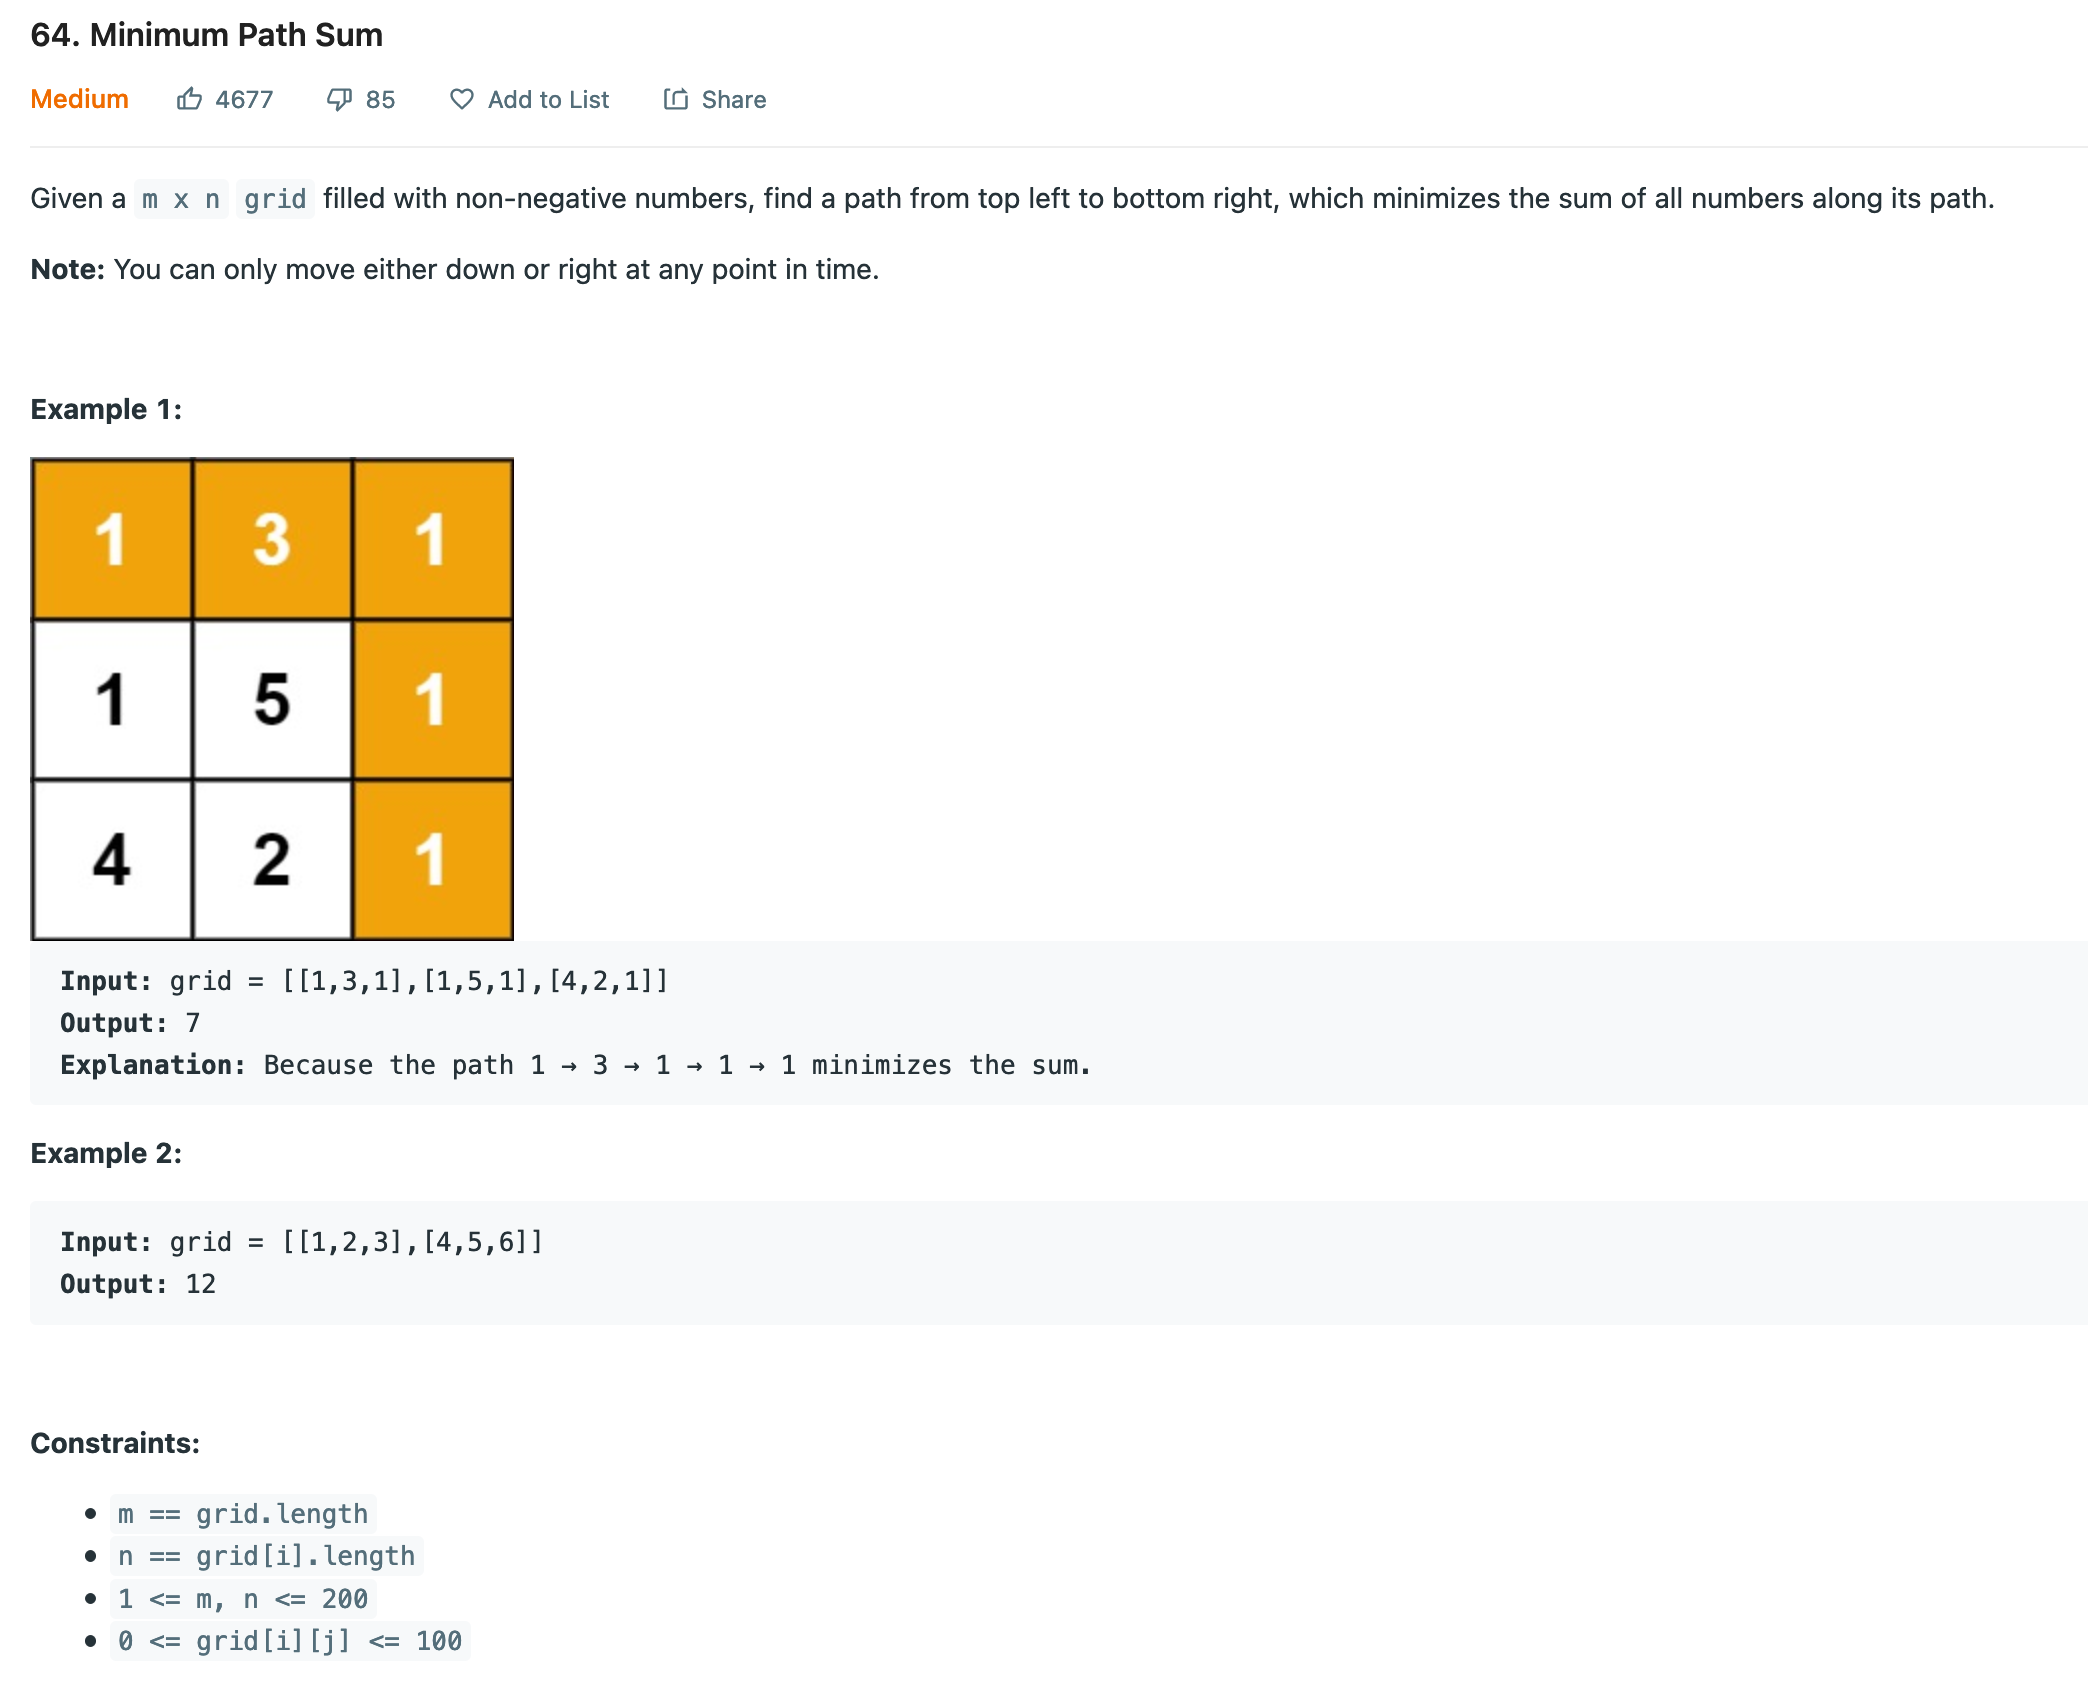 64. Minimum Path Sum
Medium 4677 85 Add to List Share
Given a m x n grid filled with non-negative numbers, find a path from top left to bottom right, which minimizes the sum of all numbers along its path.
Note: You can only move either down or right at any point in time.
Example 1:
1 3 1
1 5 1
4 2 1
Input: grid = [[1,3,1],[1,5,1],[4,2,1]]
Output: 7
Explanation: Because the path 1 → 3 → 1 → 1 → 1 minimizes the sum.
Example 2:
Input: grid = [[1,2,3],[4,5,6]]
Output: 12
Constraints:
• m == grid.length
• n == grid[i].length
• 1 <= m, n <= 200
• 0 <= grid[i][j] <= 100